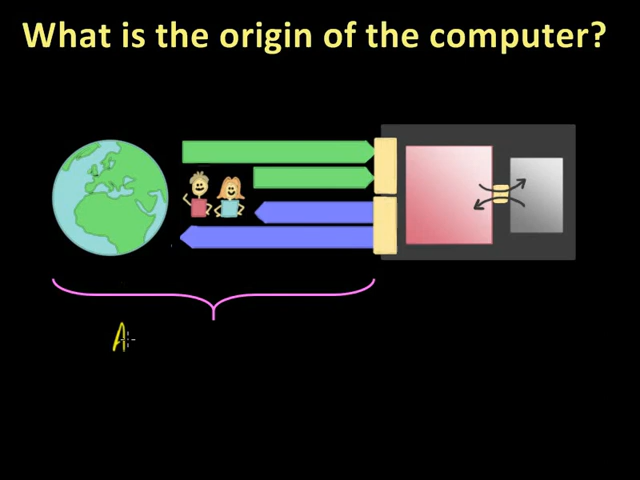 What is the origin of the computer?
A